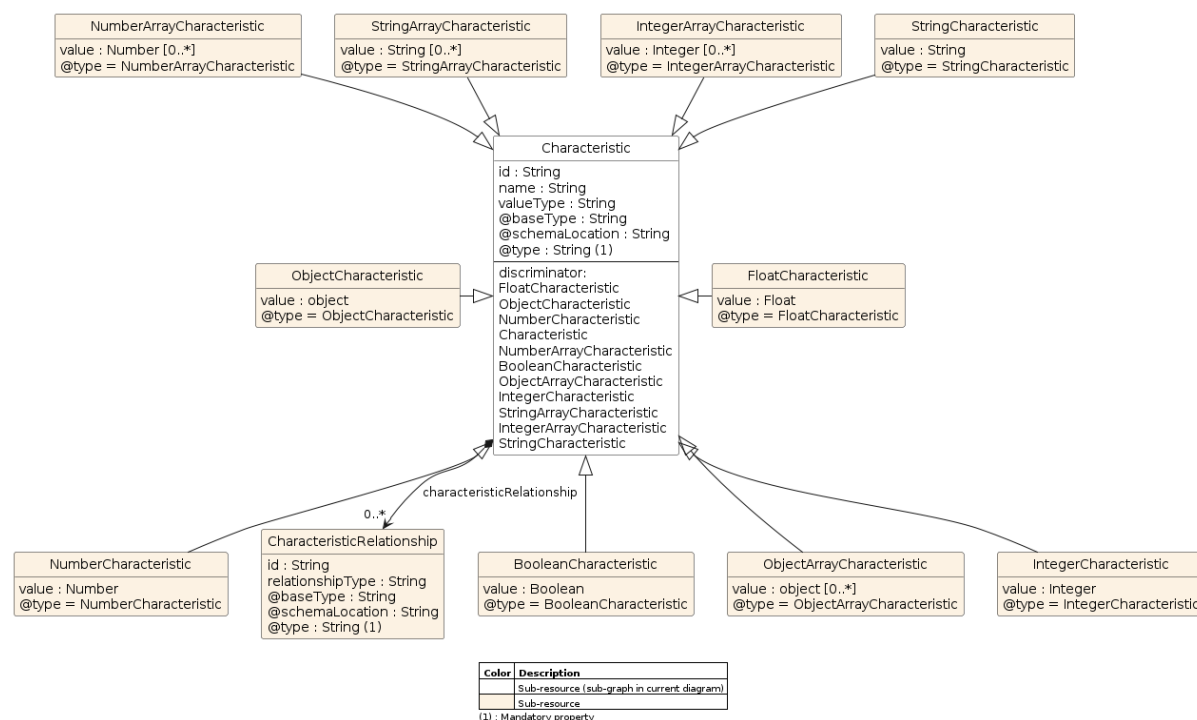 NumberArrayCharacteristic
value : Number [0..*]
@type = NumberArrayCharacteristic
StringArrayCharacteristic
value : String [0..*]
@type = StringArrayCharacteristic
IntegerArrayCharacteristic
value : Integer [0..*]
@type = IntegerArrayCharacteristic
StringCharacteristic
value : String
@type = StringCharacteristic
Characteristic
id : String
name : String
valueType : String
@baseType : String
@schemaLocation : String
@type : String (1)
discriminator:
FloatCharacteristic
ObjectCharacteristic
NumberCharacteristic
Characteristic
NumberArrayCharacteristic
BooleanCharacteristic
ObjectArrayCharacteristic
IntegerCharacteristic
StringArrayCharacteristic
IntegerArrayCharacteristic
StringCharacteristic
ObjectCharacteristic
value : object
@type = ObjectCharacteristic
FloatCharacteristic
value : Float
@type = FloatCharacteristic
characteristicRelationship
0..*
NumberCharacteristic
value : Number
@type = NumberCharacteristic
CharacteristicRelationship
id : String
relationshipType : String
@baseType : String
@schemaLocation : String
@type : String (1)
BooleanCharacteristic
value : Boolean
@type = BooleanCharacteristic
ObjectArrayCharacteristic
value : object [0..*]
@type = ObjectArrayCharacteristic
IntegerCharacteristic
value : Integer
@type = IntegerCharacteristic
Color Description
Sub-resource (sub-graph in current diagram)
Sub-resource
(1) : Mandatory property